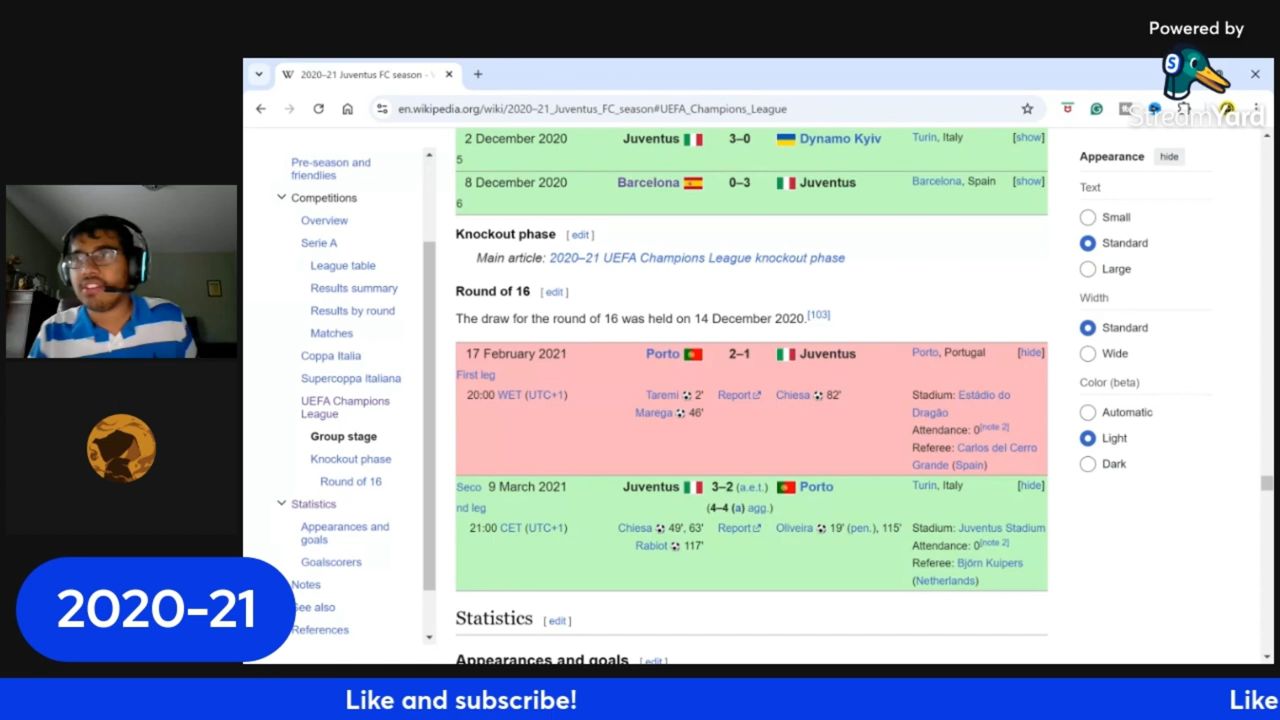 Powered by
StreamYard
2020–21 Juventus FC season -
en.wikipedia.org/wiki/2020–21_Juventus_FC_season#UEFA_Champions_League
Pre-season and
friendlies
Competitions
Overview
Serie A
League table
Results summary
Results by round
Matches
Coppa Italia
Supercoppa Italiana
UEFA Champions
League
Group stage
Knockout phase
Round of 16
Statistics
Appearances and
goals
Goalscorers
Notes
See also
References
2 December 2020 Juventus 3–0 Dynamo Kyiv Turin, Italy [show]
5
8 December 2020 Barcelona 0–3 Juventus Barcelona, Spain [show]
6
Knockout phase [ edit ]
Main article: 2020–21 UEFA Champions League knockout phase
Round of 16 [ edit ]
The draw for the round of 16 was held on 14 December 2020.[103]
17 February 2021 Porto 2–1 Juventus Porto, Portugal [hide]
First leg
20:00 WET (UTC+1) Taremi 2' Report Chiesa 82' Stadium: Estádio do
Marega 46' Dragão
Attendance: 0[note 2]
Referee: Carlos del Cerro
Grande (Spain)
Seco 9 March 2021 Juventus 3–2 (a.e.t.) Porto Turin, Italy [hide]
nd leg (4–4 (a) agg.)
21:00 CET (UTC+1) Chiesa 49', 63' Report Oliveira 19' (pen.), 115' Stadium: Juventus Stadium
Rabiot 117' Attendance: 0[note 2]
Referee: Björn Kuipers
(Netherlands)
Statistics [ edit ]
Appearances and goals [ edit ]
Appearance hide
Text
Small
Standard
Large
Width
Standard
Wide
Color (beta)
Automatic
Light
Dark
2020-21
Like and subscribe!
Like